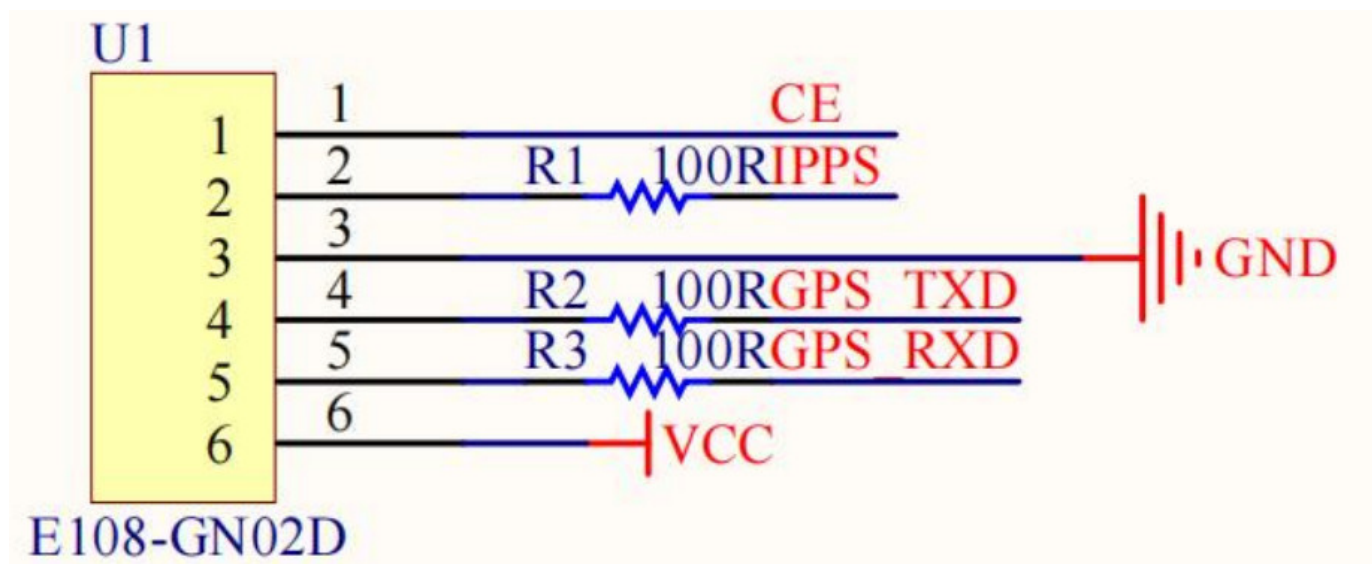 U1
1 1 CE
2 2 R1 100R IPPS
3 3 GND
4 4 R2 100R GPS_TXD
5 5 R3 100R GPS_RXD
6 6 VCC
E108-GN02D